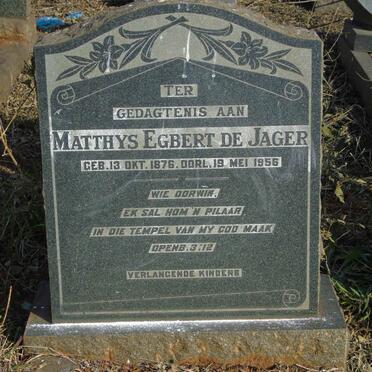 TER
GEDAGTENIS AAN
MATTHYS EGBERT DE JAGER
GEB. 13 OKT. 1876. OORL. 19 MEI 1956
WIE OORWIN,
EK SAL HOM 'N PILAAR
IN DIE TEMPEL VAN MY GOD MAAK
OPENB. 3:12
VERLANGENDE KINDERS